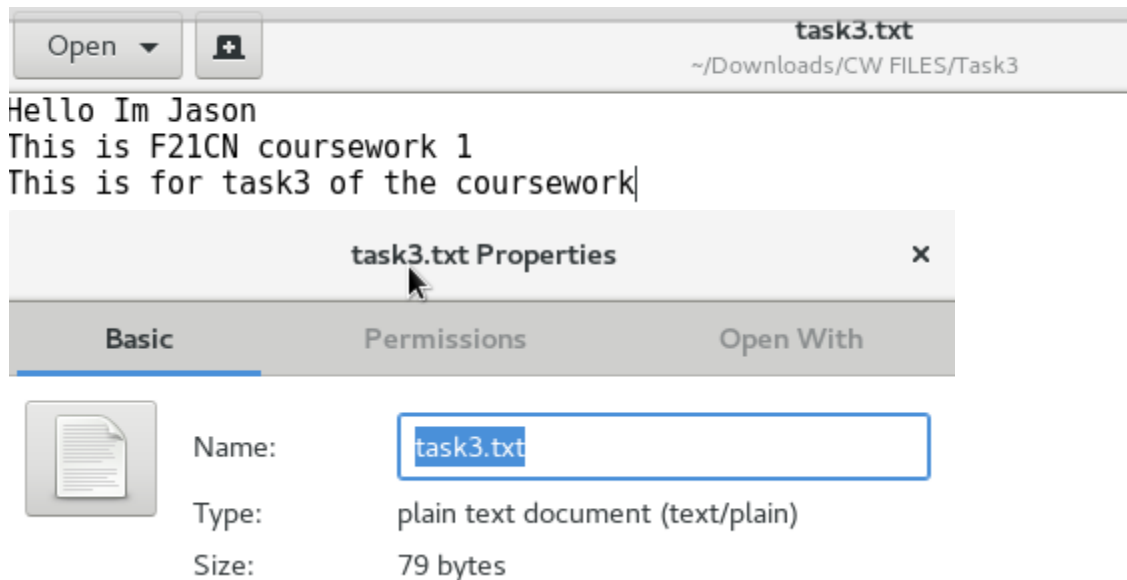 Open
task3.txt
~/Downloads/CW FILES/Task3
Hello Im Jason
This is F21CN coursework 1
This is for task3 of the coursework
task3.txt Properties
Basic Permissions Open With
Name: task3.txt
Type: plain text document (text/plain)
Size: 79 bytes